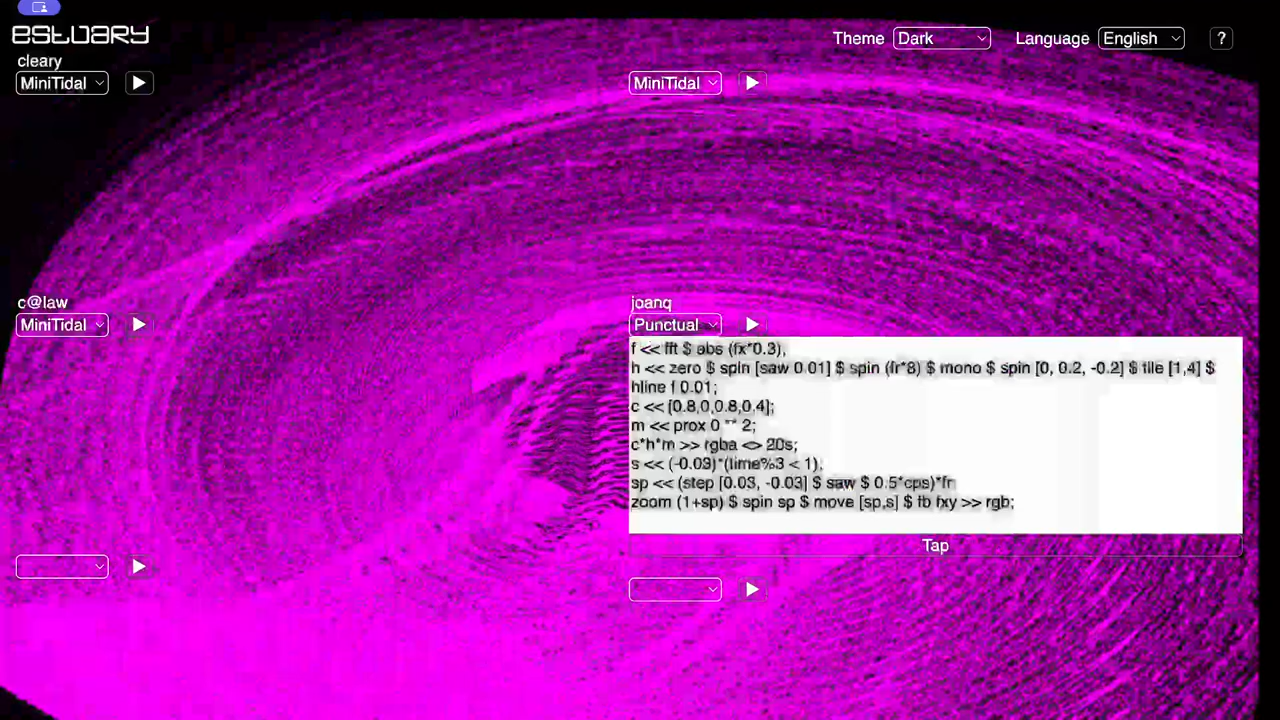 estuary
Theme Dark Language English ?
cleary
MiniTidal
MiniTidal
c@law
MiniTidal
joanq
Punctual
f << fft $ abs (fx*0.3);
h << zero $ spin [saw 0.01] $ spin (fr*8) $ mono $ spin [0, 0.2, -0.2] $ tile [1,4] $
hline f 0.01;
c << [0.8,0,0.8,0.4];
m << prox 0 ** 2;
c*h*m >> rgba <> 20s;
s << (-0.03)*(time%3 < 1);
sp << (step [0.03, -0.03] $ saw $ 0.5*cps)*fr
zoom (1+sp) $ spin sp $ move [sp,s] $ fb fxy >> rgb;
Tap